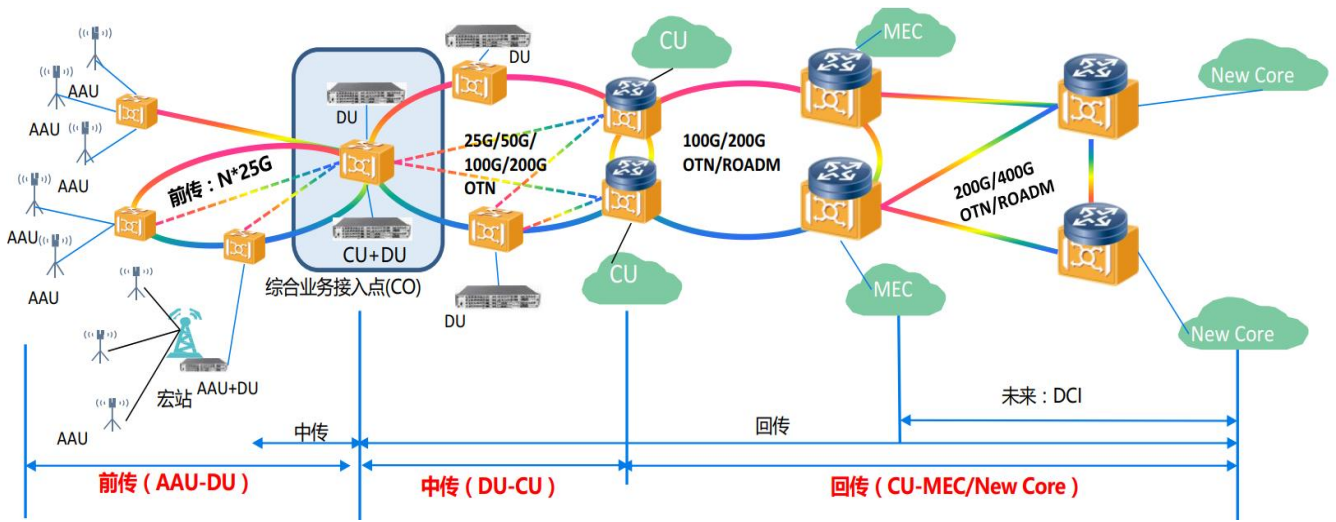 AAU
AAU
AAU
AAU
AAU
前传：N*25G
DU
CU+DU
综合业务接入点(CO)
DU
DU
25G/50G/
100G/200G
OTN
CU
CU
100G/200G
OTN/ROADM
MEC
MEC
200G/400G
OTN/ROADM
New Core
New Core
宏站
AAU+DU
AAU
中传
回传
未来：DCI
前传（AAU-DU）
中传（DU-CU）
回传（CU-MEC/New Core）